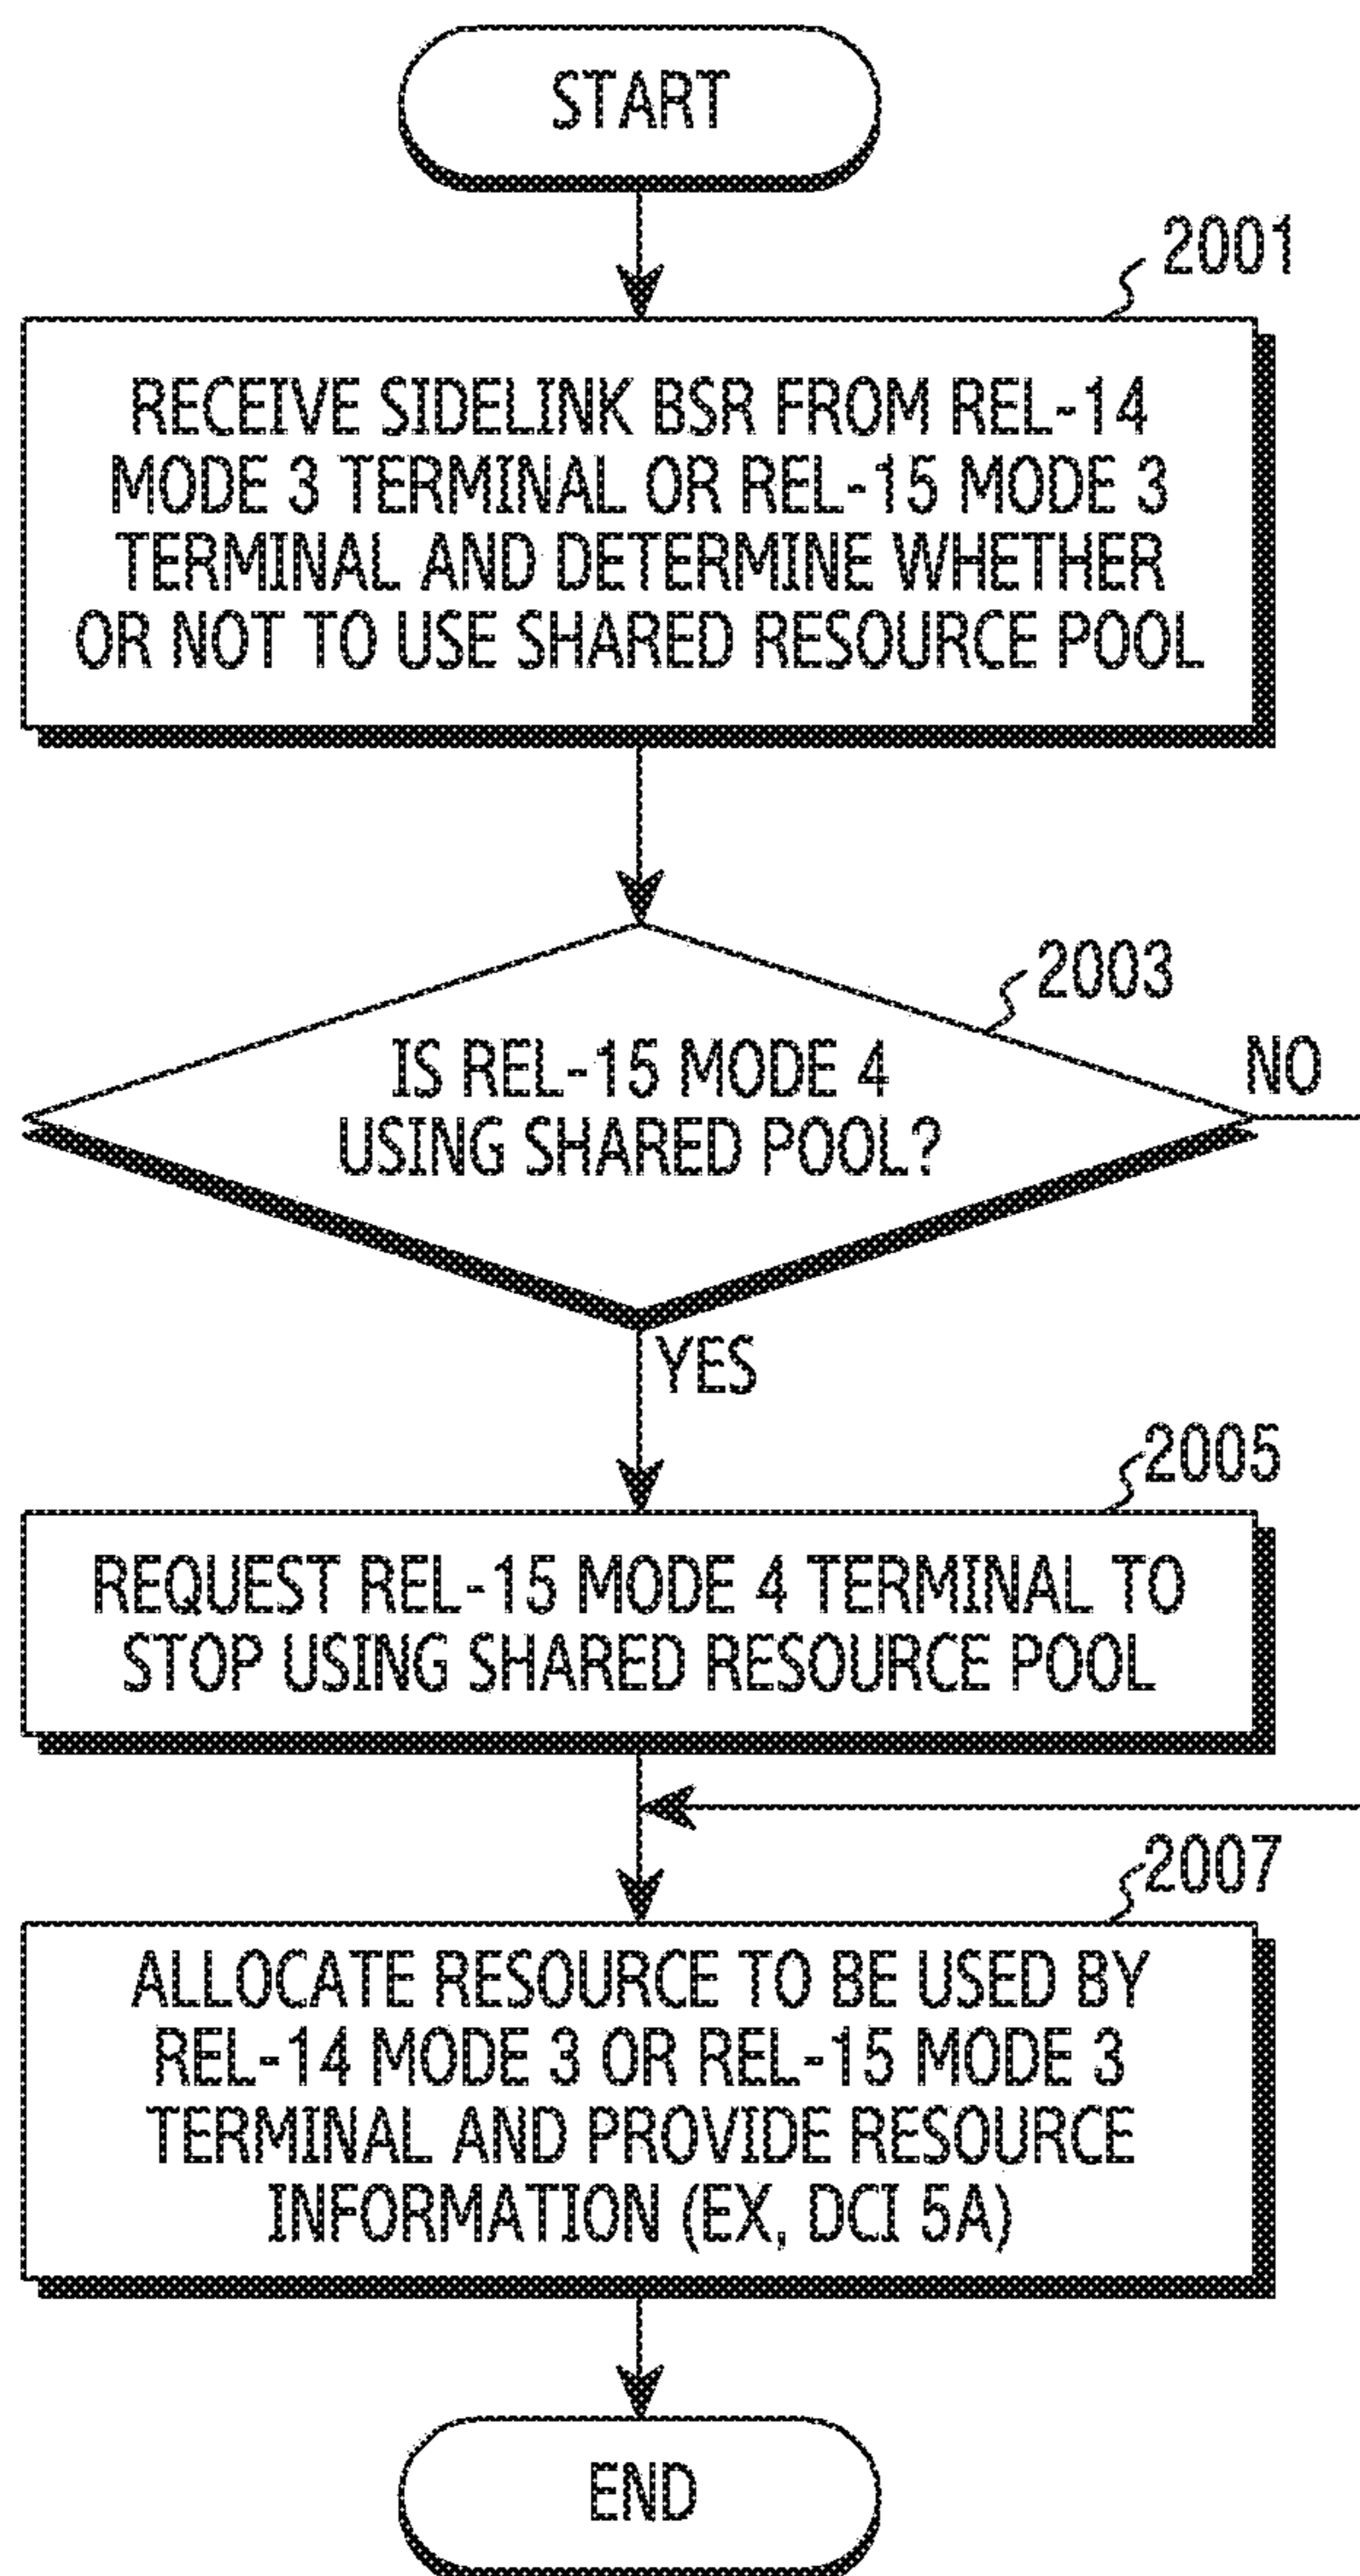 START
2001
RECEIVE SIDELINK BSR FROM REL-14
MODE 3 TERMINAL OR REL-15 MODE 3
TERMINAL AND DETERMINE WHETHER
OR NOT TO USE SHARED RESOURCE POOL
2003
IS REL-15 MODE 4
USING SHARED POOL?
NO
YES
2005
REQUEST REL-15 MODE 4 TERMINAL TO
STOP USING SHARED RESOURCE POOL
2007
ALLOCATE RESOURCE TO BE USED BY
REL-14 MODE 3 OR REL-15 MODE 3
TERMINAL AND PROVIDE RESOURCE
INFORMATION (EX, DCI 5A)
END